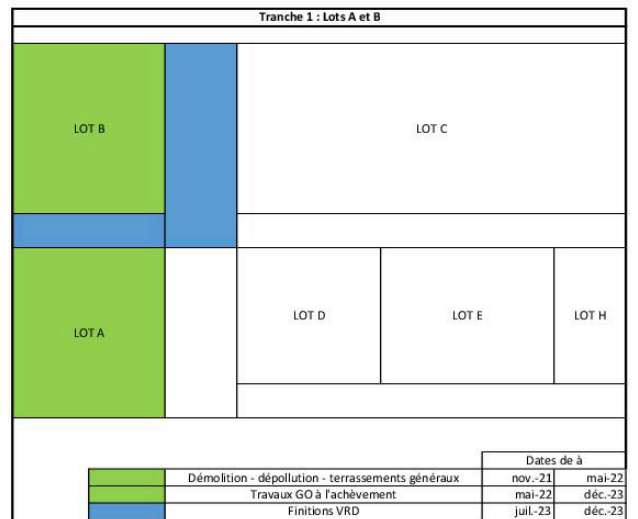 Tranche 1 : Lots A et B
LOT B
LOT C
LOT A
LOT D
LOT E
LOT H
Dates de à
Démolition - dépollution - terrassements généraux nov.-21 mai-22
Travaux GO à l'achèvement mai-22 déc.-23
Finitions VRD juil.-23 déc.-23